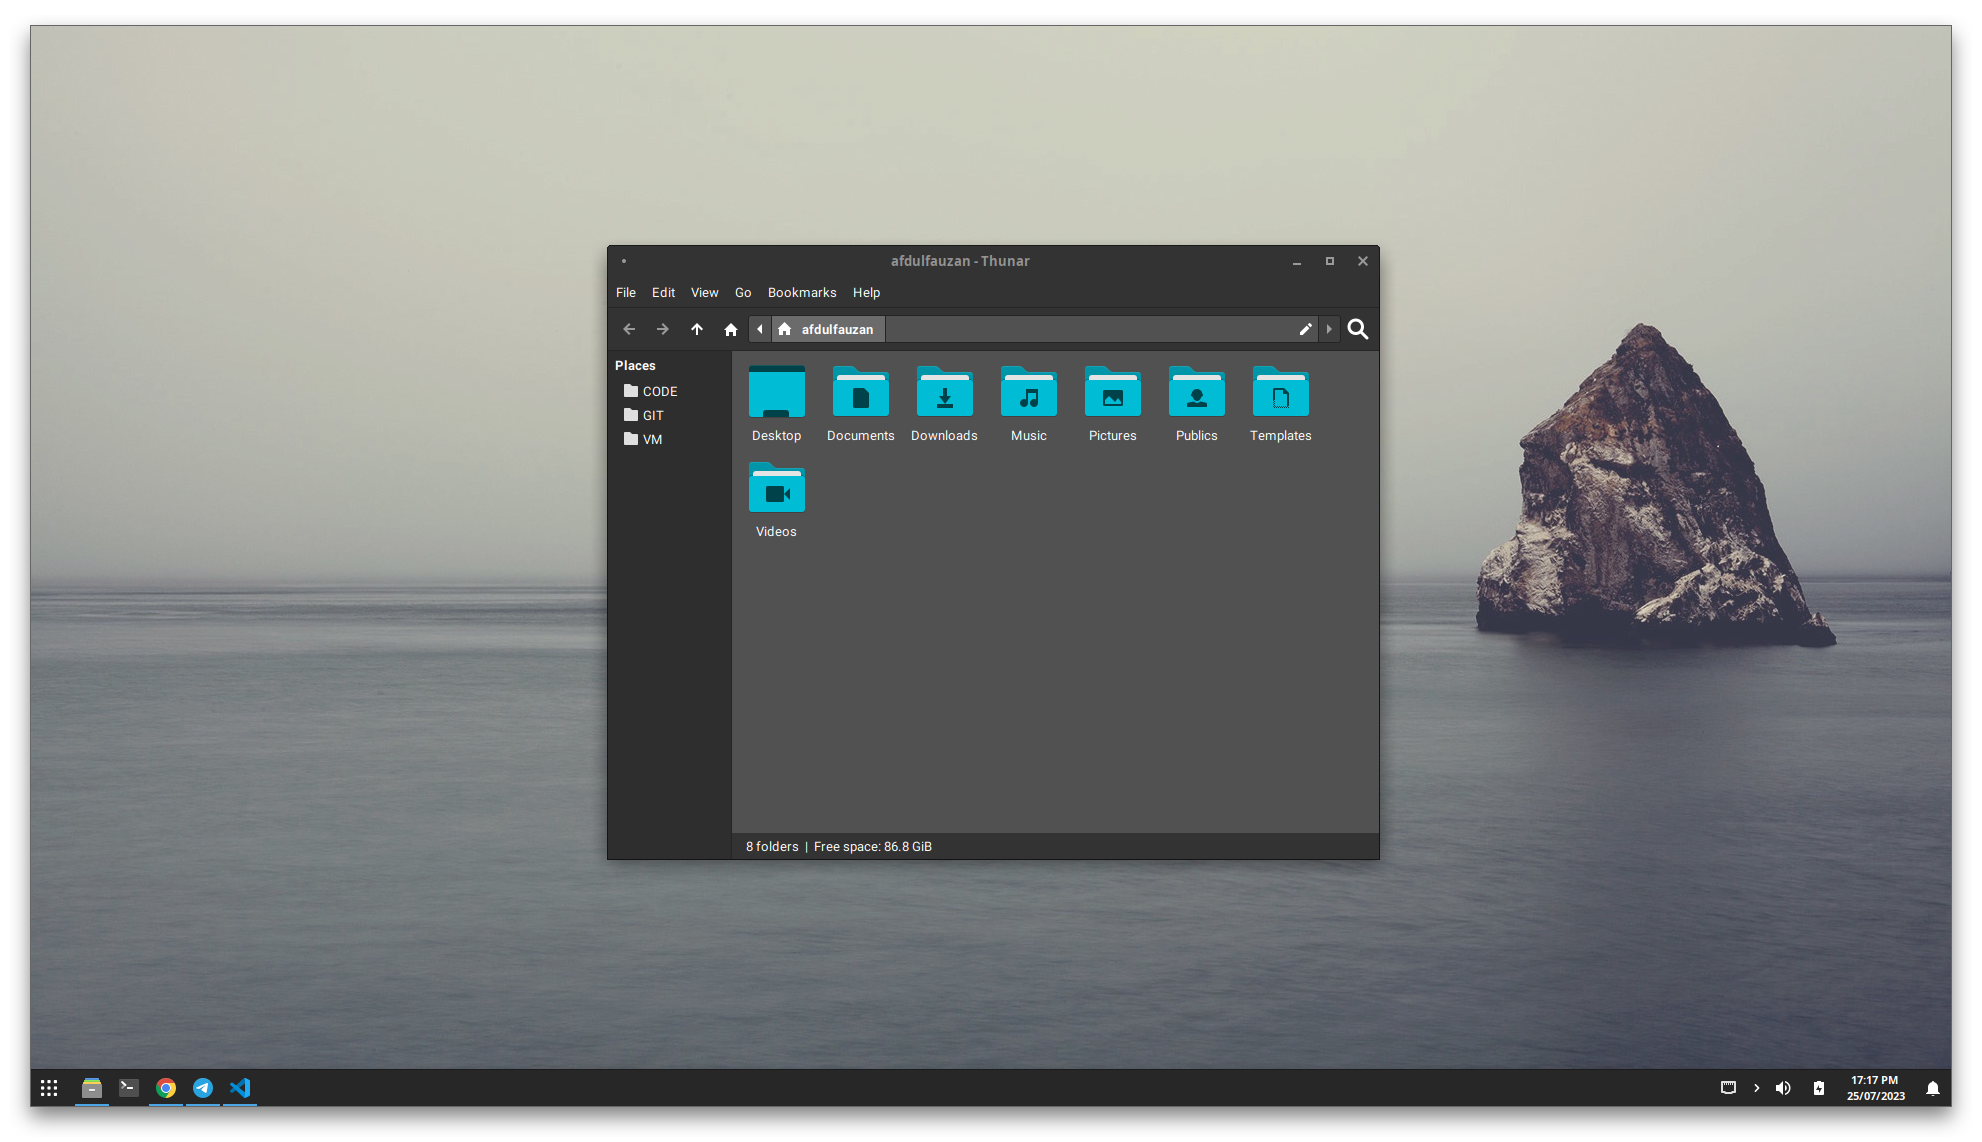 afdulfauzan - Thunar
File Edit View Go Bookmarks Help
afdulfauzan
Places
CODE
GIT
VM
Desktop Documents Downloads Music Pictures Publics Templates
Videos
8 folders | Free space: 86.8 GiB
17:17 PM
25/07/2023